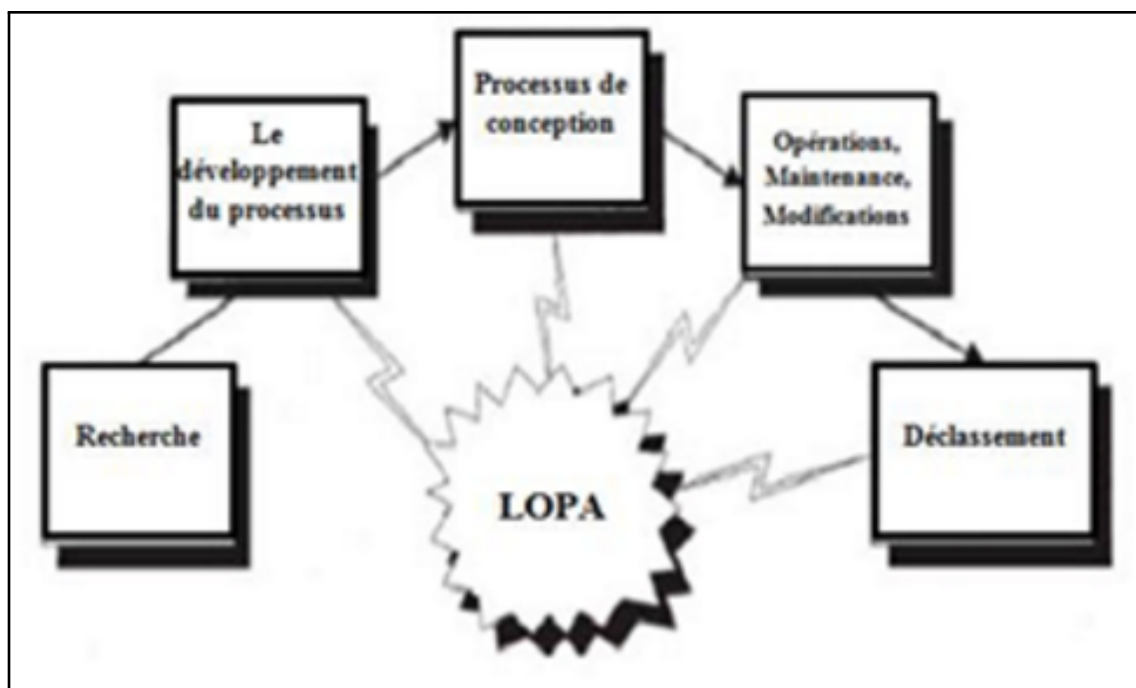 Processus de
conception
Le
développement
du processus
Opérations,
Maintenance,
Modifications
Recherche
Déclassement
LOPA